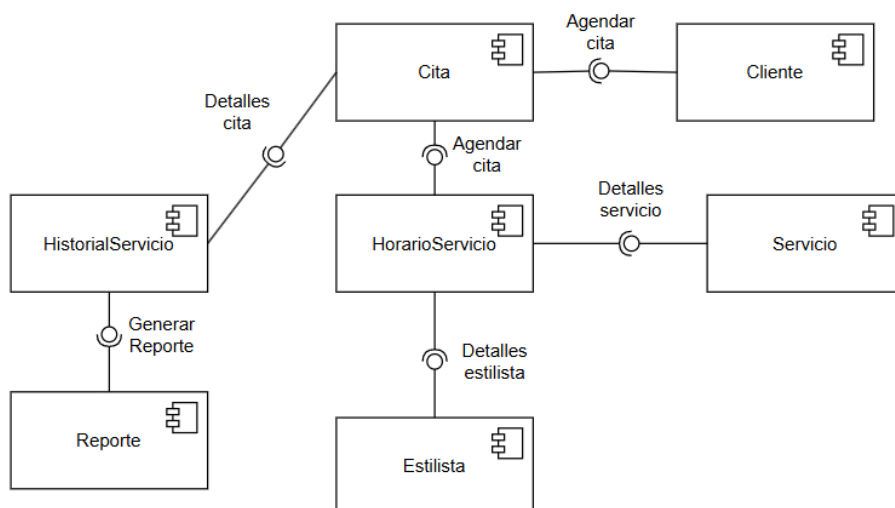 Agendar
cita
Cita
Cliente
Detalles
cita
Agendar
cita
Detalles
servicio
HistorialServicio
HorarioServicio
Servicio
Generar
Reporte
Detalles
estilista
Reporte
Estilista